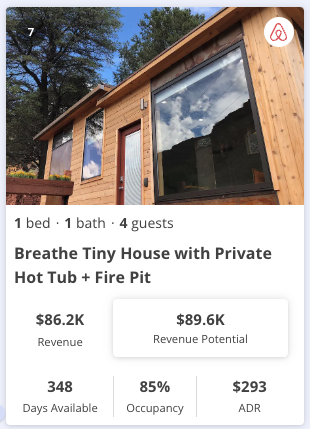 7
1 bed · 1 bath · 4 guests
Breathe Tiny House with Private
Hot Tub + Fire Pit
$86.2K
Revenue
$89.6K
Revenue Potential
348
Days Available
85%
Occupancy
$293
ADR